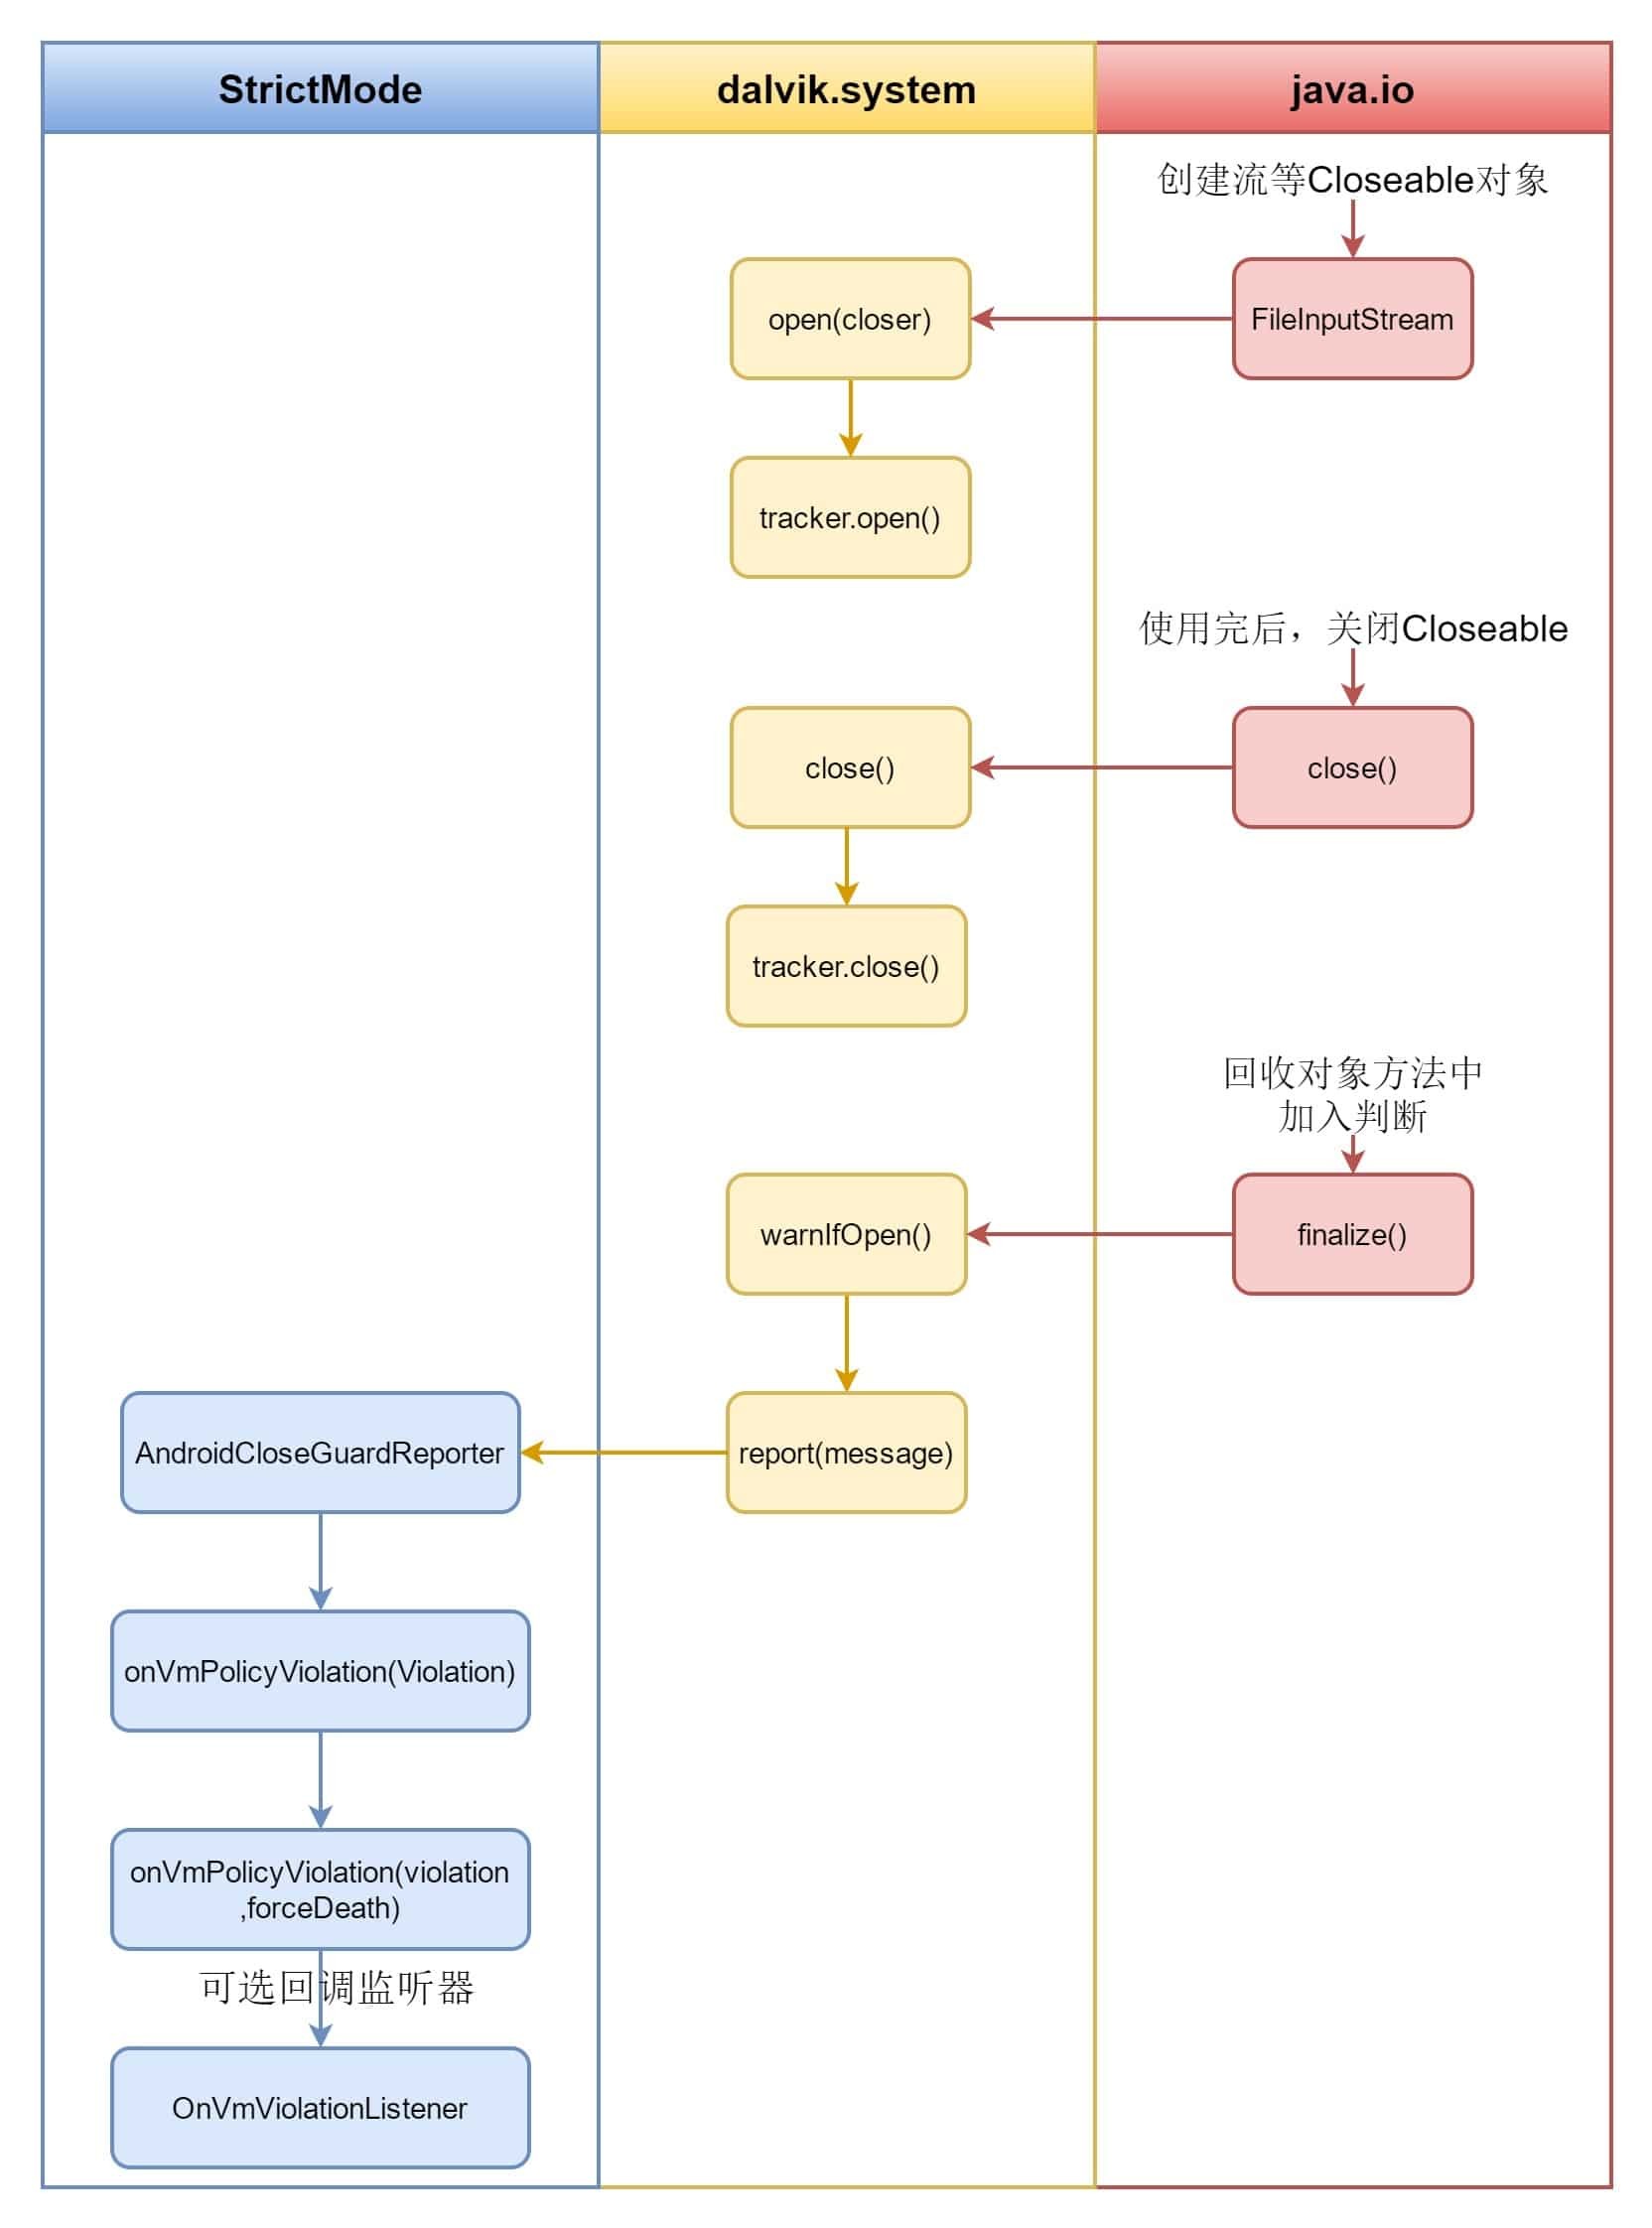 StrictMode
dalvik.system
java.io
创建流等Closeable对象
open(closer)
FileInputStream
tracker.open()
使用完后，关闭Closeable
close()
close()
tracker.close()
回收对象方法中
加入判断
warnIfOpen()
finalize()
AndroidCloseGuardReporter
report(message)
onVmPolicyViolation(Violation)
onVmPolicyViolation(violation
,forceDeath)
可选回调监听器
OnVmViolationListener